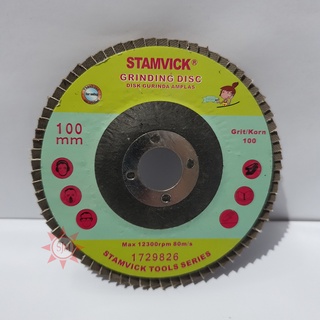 STAMVICK®
GRINDING DISC
DISK GURINDA AMPLAS
100
mm
Grit/Korn
100
Max 12300rpm 80m/s
1729826
STAMVICK TOOLS SERIES